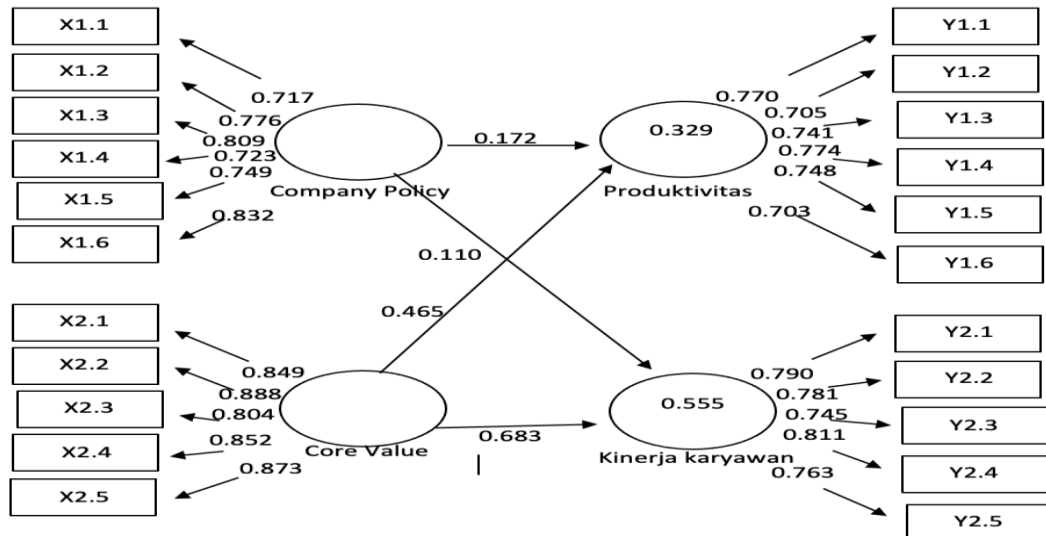 X1.1
X1.2
X1.3
X1.4
X1.5
X1.6
0.717
0.776
0.809
0.723
0.749
0.832
Company Policy
0.172
0.110
0.465
0.329
Produktivitas
0.770
0.705
0.741
0.774
0.748
0.703
Y1.1
Y1.2
Y1.3
Y1.4
Y1.5
Y1.6
X2.1
X2.2
X2.3
X2.4
X2.5
0.849
0.888
0.804
0.852
0.873
Core Value
0.683
0.555
Kinerja karyawan
0.790
0.781
0.745
0.811
0.763
Y2.1
Y2.2
Y2.3
Y2.4
Y2.5